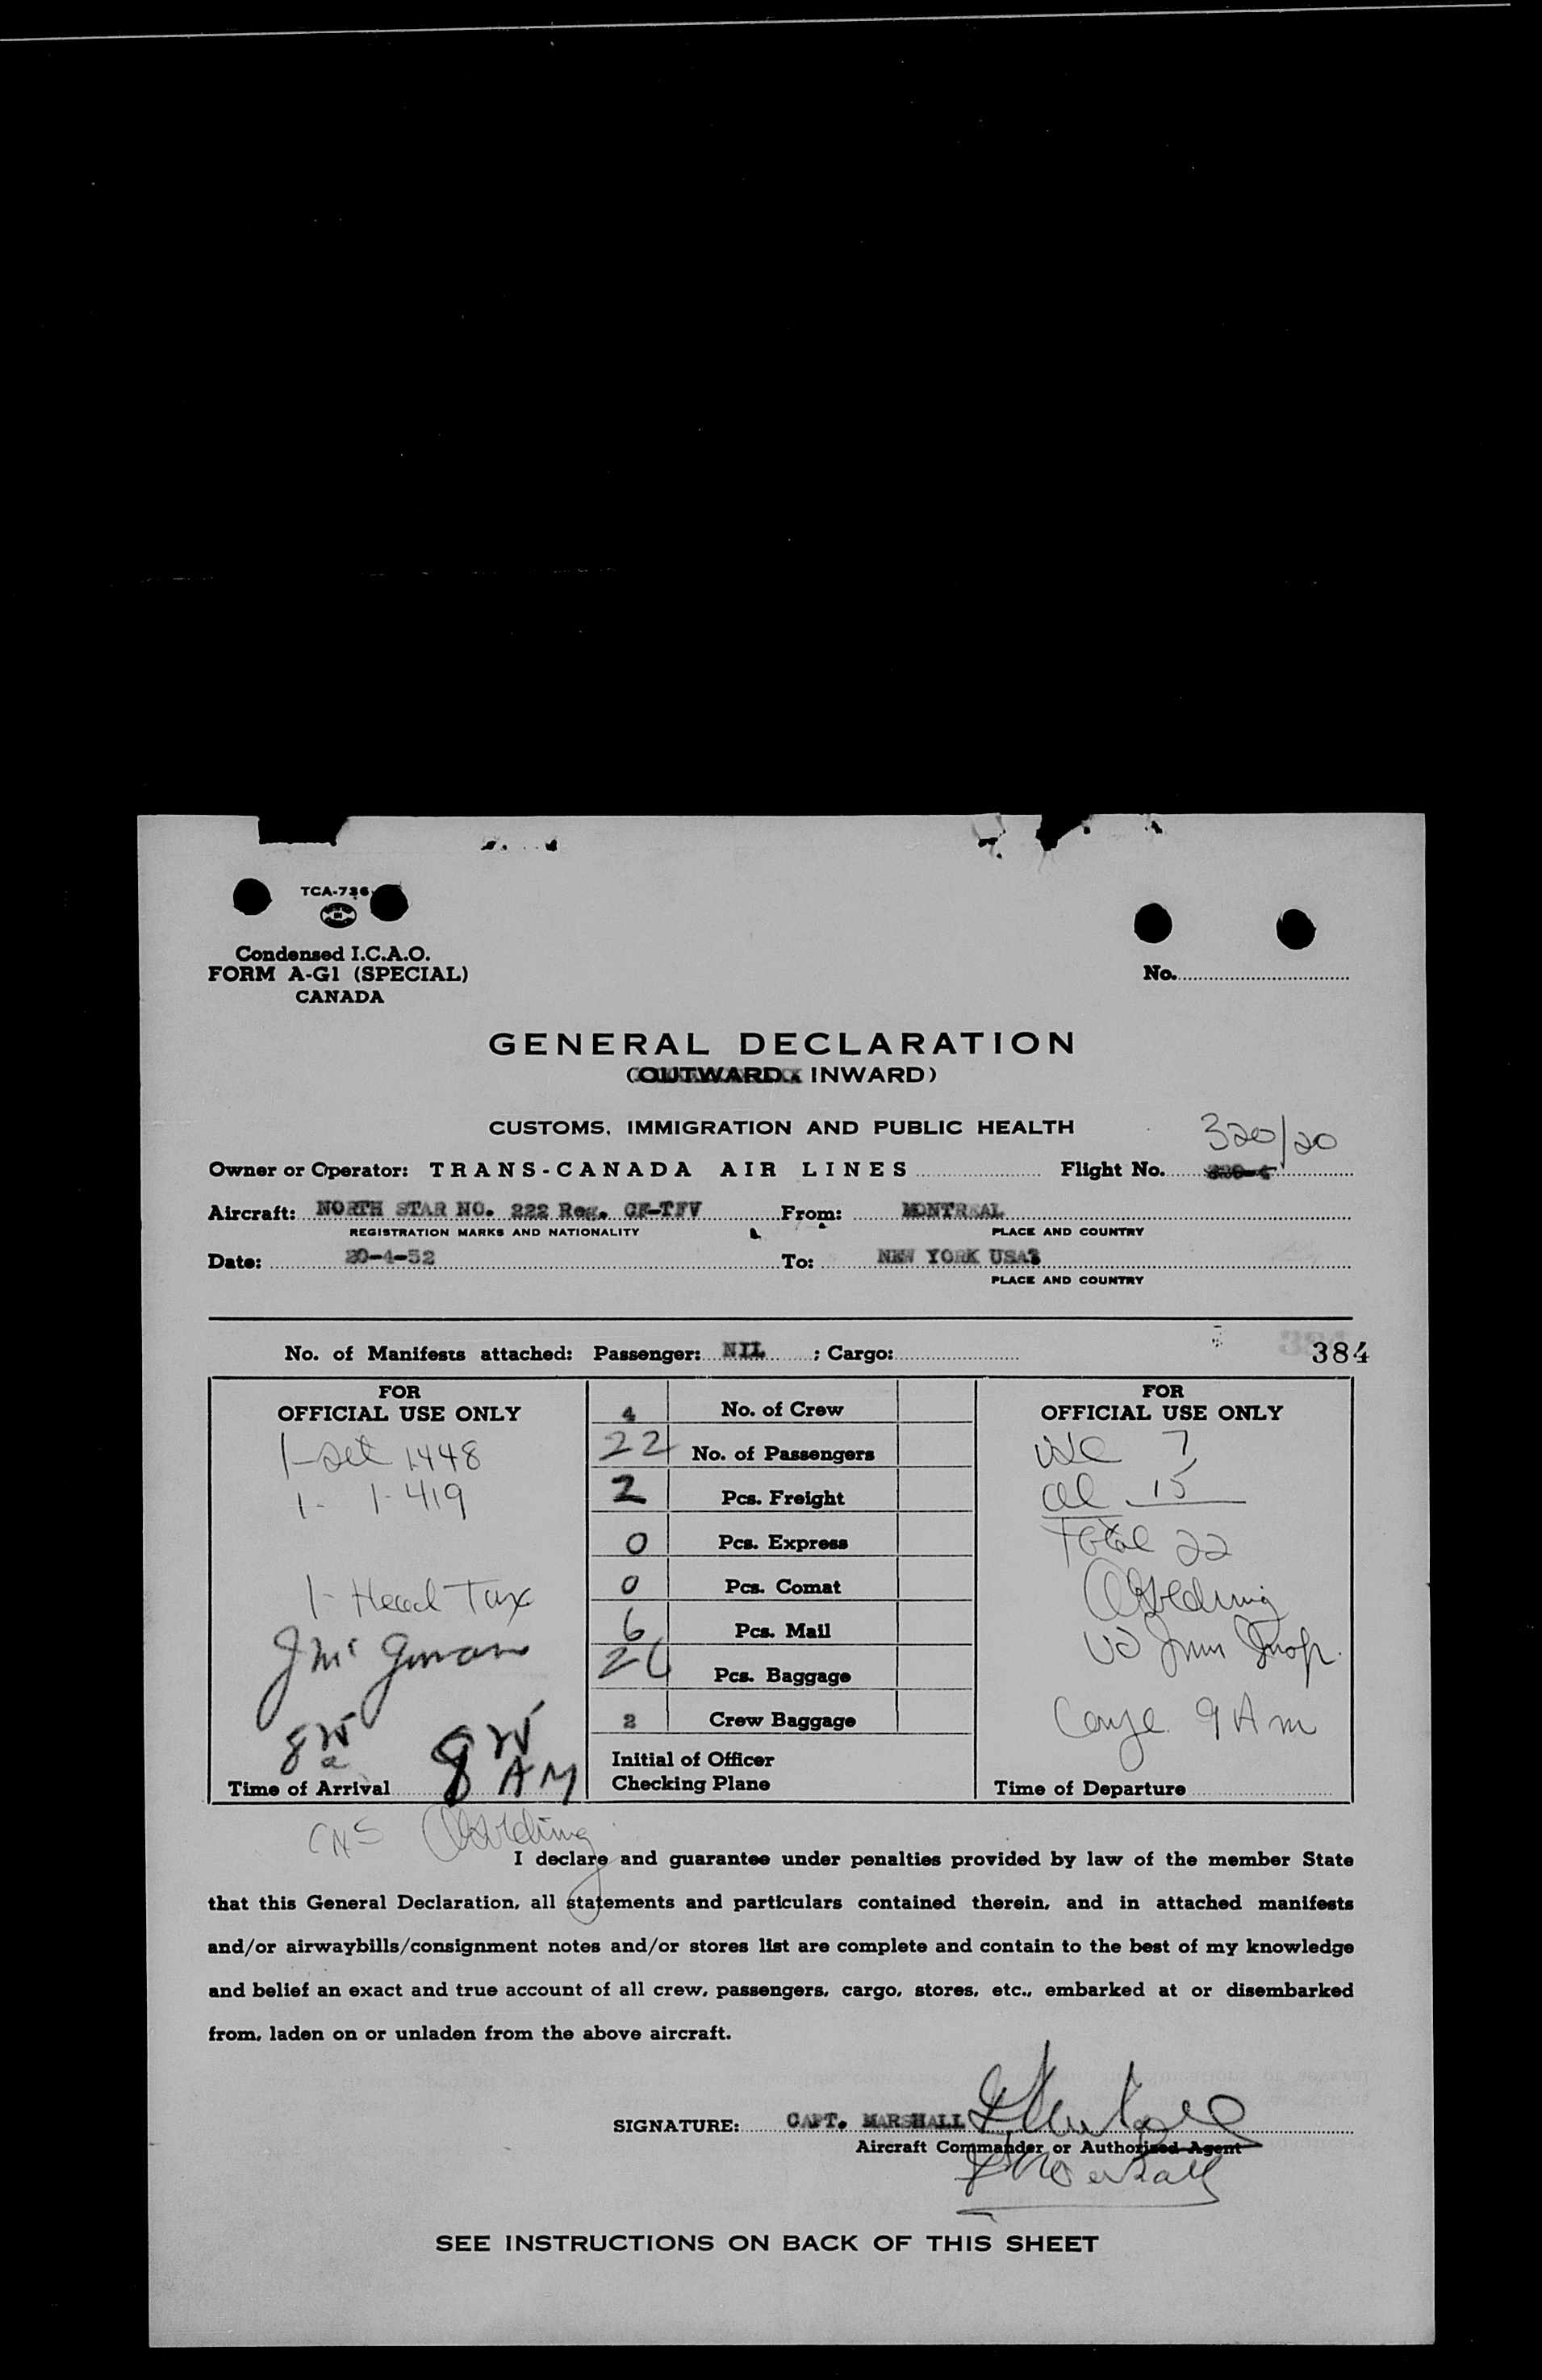 TCA-736
Condensed I.C.A.O.
FORM A-G1 (SPECIAL)
CANADA
No.
GENERAL DECLARATION
(OUTWARD INWARD)
CUSTOMS, IMMIGRATION AND PUBLIC HEALTH
320/20
Owner or Operator: TRANS-CANADA AIR LINES Flight No.
Aircraft: NORTH STAR NO. 222 Reg. CF-TFV From: MONTREAL
REGISTRATION MARKS AND NATIONALITY PLACE AND COUNTRY
Date: 20-4-52 To: NEW YORK USA
PLACE AND COUNTRY
No. of Manifests attached: Passenger: NIL ; Cargo:
384
FOR
OFFICIAL USE ONLY
1-set 1448
1- 1-419
1- Head Tax
8 AM
Time of Arrival
4 No. of Crew
22 No. of Passengers
2 Pcs. Freight
0 Pcs. Express
0 Pcs. Comat
6 Pcs. Mail
Pcs. Baggage
2 Crew Baggage
Initial of Officer
Checking Plane
FOR
OFFICIAL USE ONLY
7
15
Total 22
9 Am
Time of Departure
I declare and guarantee under penalties provided by law of the member State
that this General Declaration, all statements and particulars contained therein, and in attached manifests
and/or airwaybills/consignment notes and/or stores list are complete and contain to the best of my knowledge
and belief an exact and true account of all crew, passengers, cargo, stores, etc., embarked at or disembarked
from, laden on or unladen from the above aircraft.
SIGNATURE: CAPT. MARSHALL
Aircraft Commander or Authorized Agent
SEE INSTRUCTIONS ON BACK OF THIS SHEET